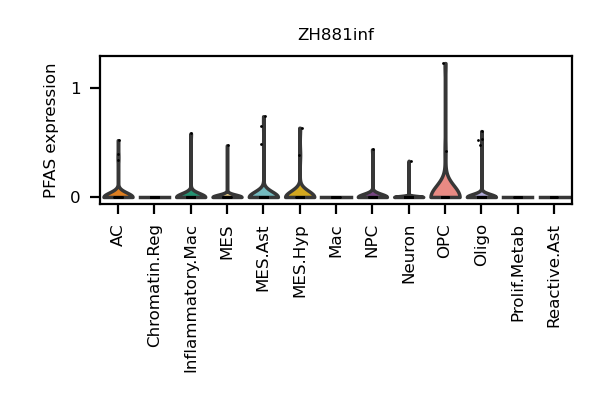 ZH881inf
PFAS expression
1
0
AC
Chromatin.Reg
Inflammatory.Mac
MES
MES.Ast
MES.Hyp
Mac
NPC
Neuron
OPC
Oligo
Prolif.Metab
Reactive.Ast